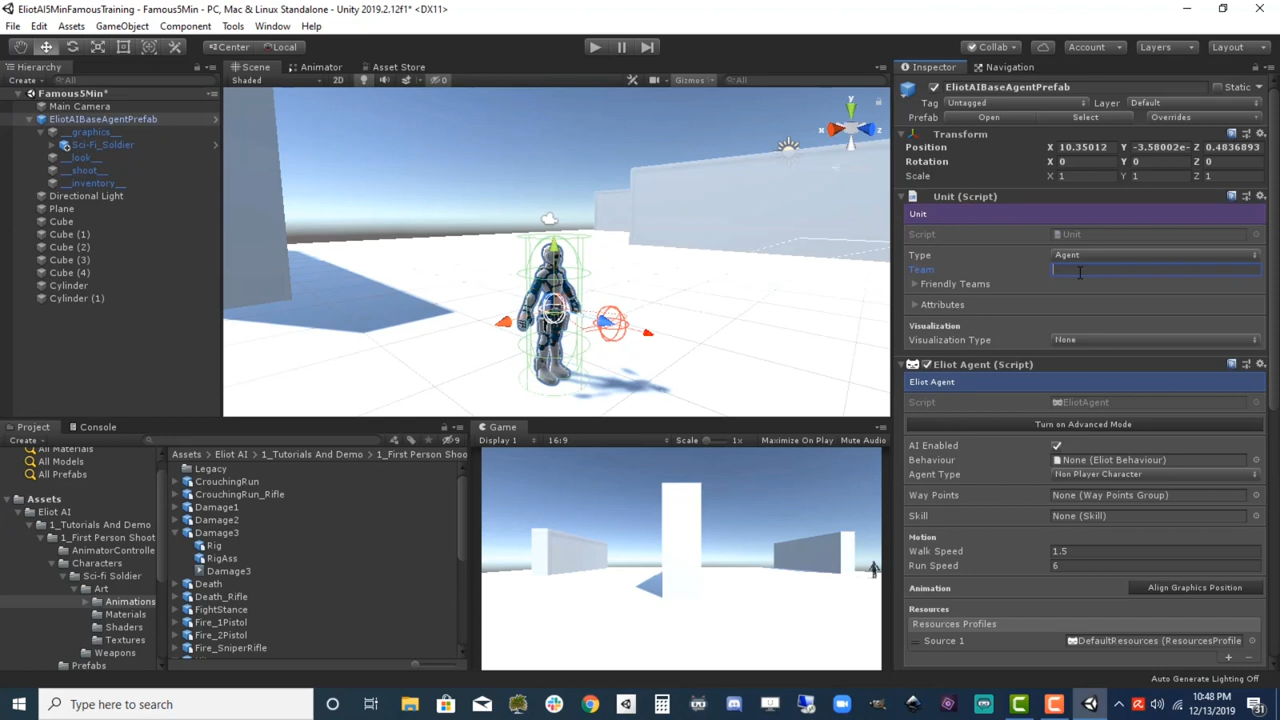 EliotAI5MinFamousTraining - Famous5Min - PC, Mac & Linux Standalone - Unity 2019.2.12f1* <DX11>
File Edit Assets GameObject Component Tools Window Help
Center Local Collab Account Layers Layout
Hierarchy
Create All
Famous5Min*
Main Camera
EliotAIBaseAgentPrefab
__graphics__
Sci-Fi_Soldier
__look__
__shoot__
__inventory__
Directional Light
Plane
Cube
Cube (1)
Cube (2)
Cube (3)
Cube (4)
Cylinder
Cylinder (1)
Scene Animator Asset Store
Shaded 2D 0 Gizmos All
y
x z
Inspector Navigation
EliotAIBaseAgentPrefab Static
Tag Untagged Layer Default
Prefab Open Select Overrides
Transform
Position X 10.35012 Y -3.58002e- Z 0.4836893
Rotation X 0 Y 0 Z 0
Scale X 1 Y 1 Z 1
Unit (Script)
Unit
Script Unit
Type Agent
Team
Friendly Teams
Attributes
Visualization
Visualization Type None
Eliot Agent (Script)
Eliot Agent
Script EliotAgent
Turn on Advanced Mode
AI Enabled
Behaviour None (Eliot Behaviour)
Agent Type Non Player Character
Way Points None (Way Points Group)
Skill None (Skill)
Motion
Walk Speed 1.5
Run Speed 6
Animation Align Graphics Position
Resources
Resources Profiles
Source 1 DefaultResources (ResourcesProfile
Auto Generate Lighting Off
Project Console
Create 9
All Materials
All Models
All Prefabs
Assets
Eliot AI
1_Tutorials And Demo
1_First Person Shoot
AnimatorControlle
Characters
Sci-fi Soldier
Art
Animations
Materials
Shaders
Textures
Weapons
Prefabs
Assets Eliot AI 1_Tutorials And Demo 1_First Person Shoo
Legacy
CrouchingRun
CrouchingRun_Rifle
Damage1
Damage2
Damage3
Rig
RigAss
Damage3
Death
Death_Rifle
FightStance
Fire_1Pistol
Fire_2Pistol
Fire_SniperRifle
Game
Display 1 16:9 Scale 1x Maximize On Play Mute Audio
Type here to search
10:48 PM
12/13/2019
31